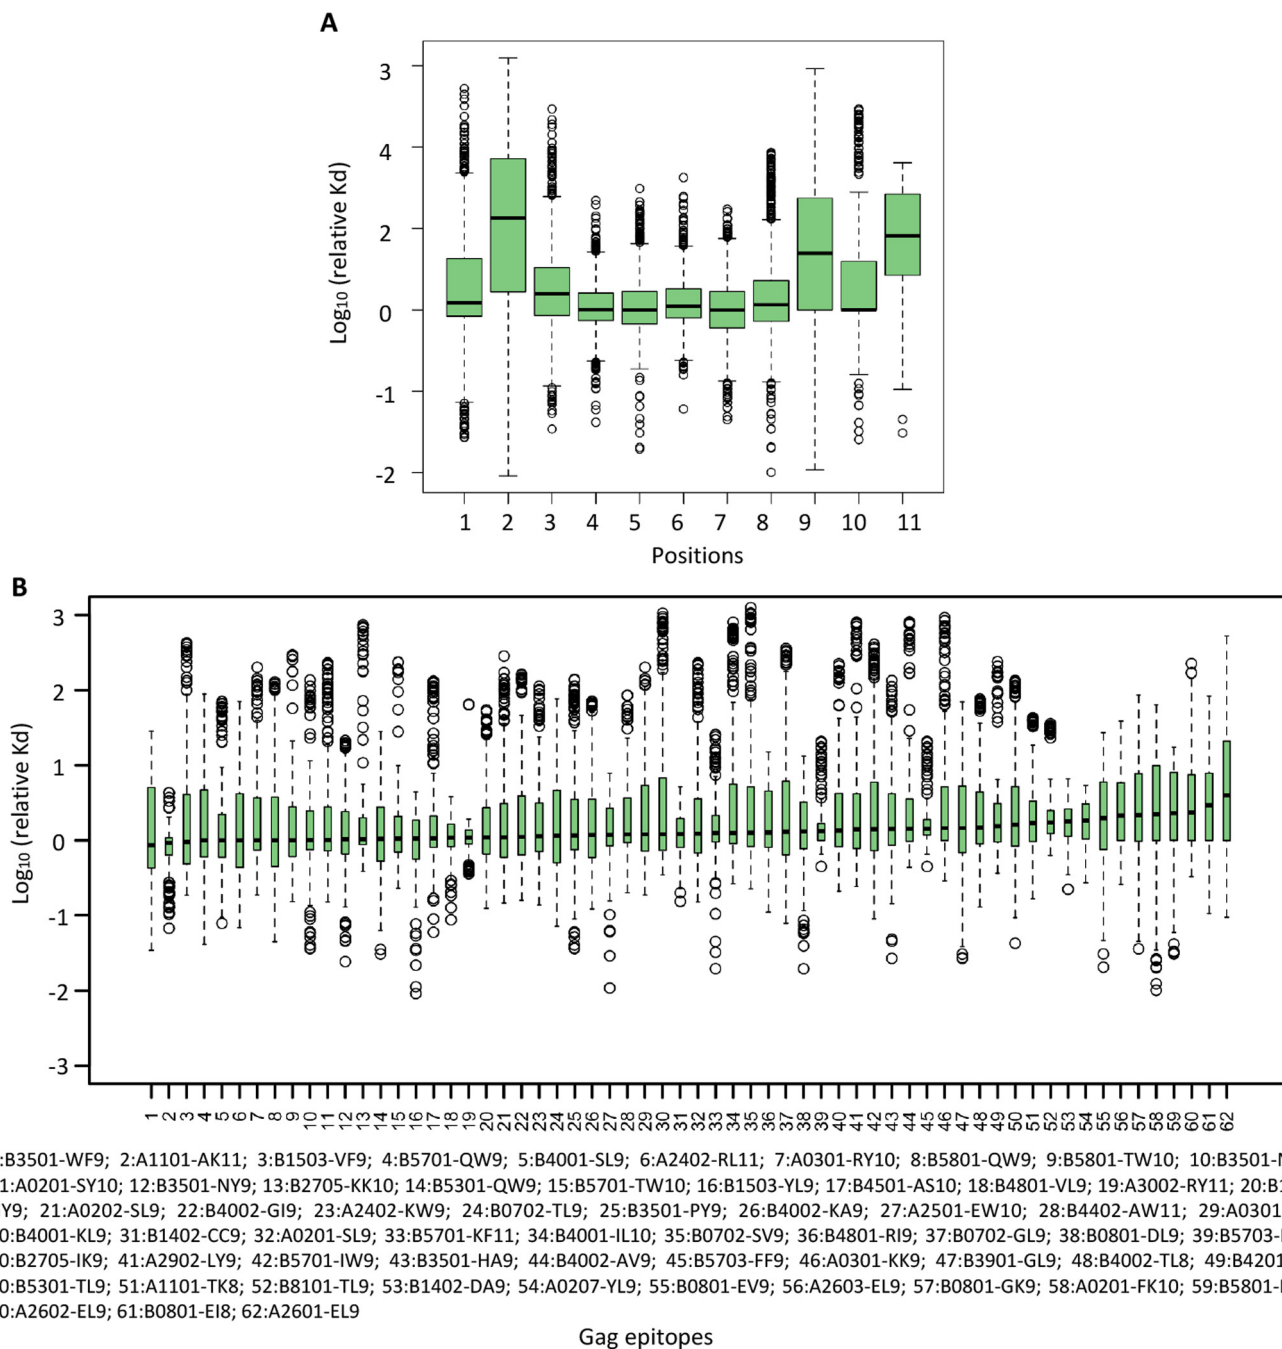 A
3
4
2
0
-1
-2
Log10 (relative Kd)
1 2 3 4 5 6 7 8 9 10 11
Positions
B
3
2
1
0
-1
-2
-3
Log10 (relative Kd)
1 2 3 4 5 6 7 8 9 10 11 12 13 14 15 16 17 18 19 20 21 22 23 24 25 26 27 28 29 30 31 32 33 34 35 36 37 38 39 40 41 42 43 44 45 46 47 48 49 50 51 52 53 54 55 56 57 58 59 60 61 62
:B3501-WF9; 2:A1101-AK11; 3:B1503-VF9; 4:B5701-QW9; 5:B4001-SL9; 6:A2402-RL11; 7:A0301-RY10; 8:B5801-QW9; 9:B5801-TW10; 10:B3501-
1:A0201-SY10; 12:B3501-NY9; 13:B2705-KK10; 14:B5301-QW9; 15:B5701-TW10; 16:B1503-YL9; 17:B4501-AS10; 18:B4801-VL9; 19:A3002-RY11; 20:B1
Y9; 21:A0202-SL9; 22:B4002-GI9; 23:A2402-KW9; 24:B0702-TL9; 25:B3501-PY9; 26:B4002-KA9; 27:A2501-EW10; 28:B4402-AW11; 29:A0301-
0:B4001-KL9; 31:B1402-CC9; 32:A0201-SL9; 33:B5701-KF11; 34:B4001-IL10; 35:B0702-SV9; 36:B4801-RI9; 37:B0702-GL9; 38:B0801-DL9; 39:B5703-
0:B2705-IK9; 41:A2902-LY9; 42:B5701-IW9; 43:B3501-HA9; 44:B4002-AV9; 45:B5703-FF9; 46:A0301-KK9; 47:B3901-GL9; 48:B4002-TL8; 49:B4201-
0:B5301-TL9; 51:A1101-TK8; 52:B8101-TL9; 53:B1402-DA9; 54:A0207-YL9; 55:B0801-EV9; 56:A2603-EL9; 57:B0801-GK9; 58:A0201-FK10; 59:B5801-
0:A2602-EL9; 61:B0801-EI8; 62:A2601-EL9
Gag epitopes